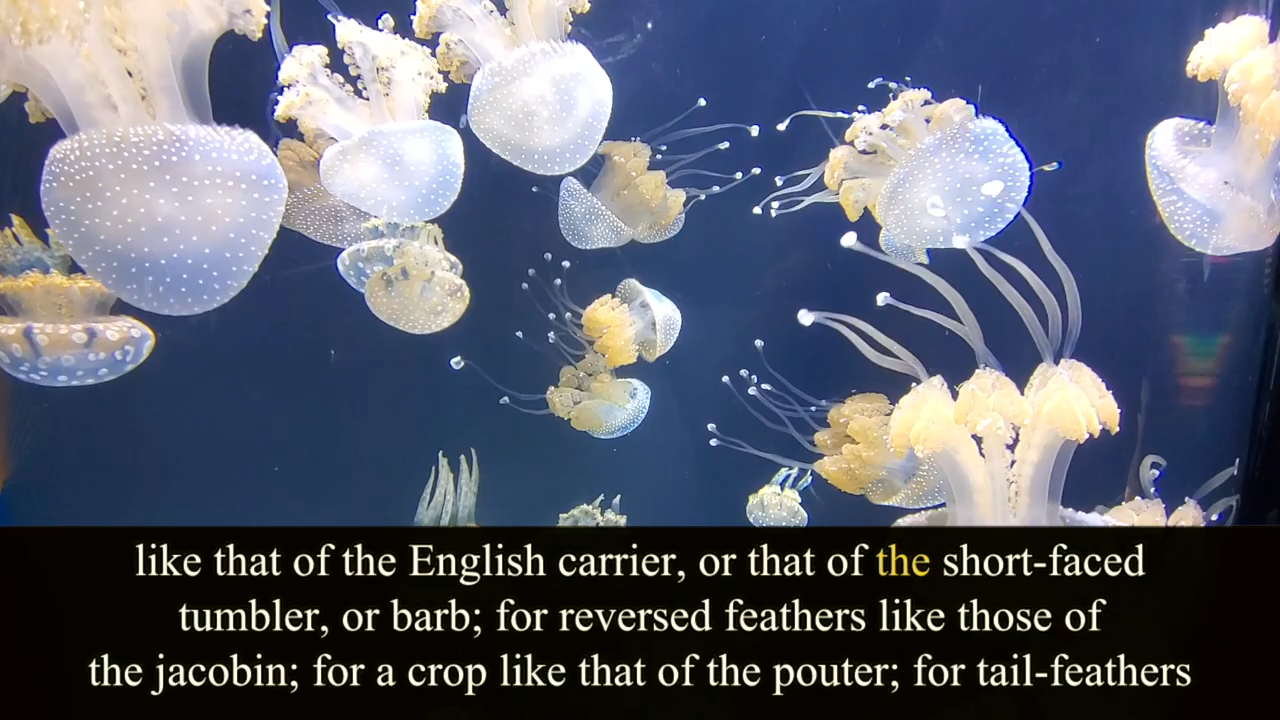 like that of the English carrier, or that of the short-faced
tumbler, or barb; for reversed feathers like those of
the jacobin; for a crop like that of the pouter; for tail-feathers